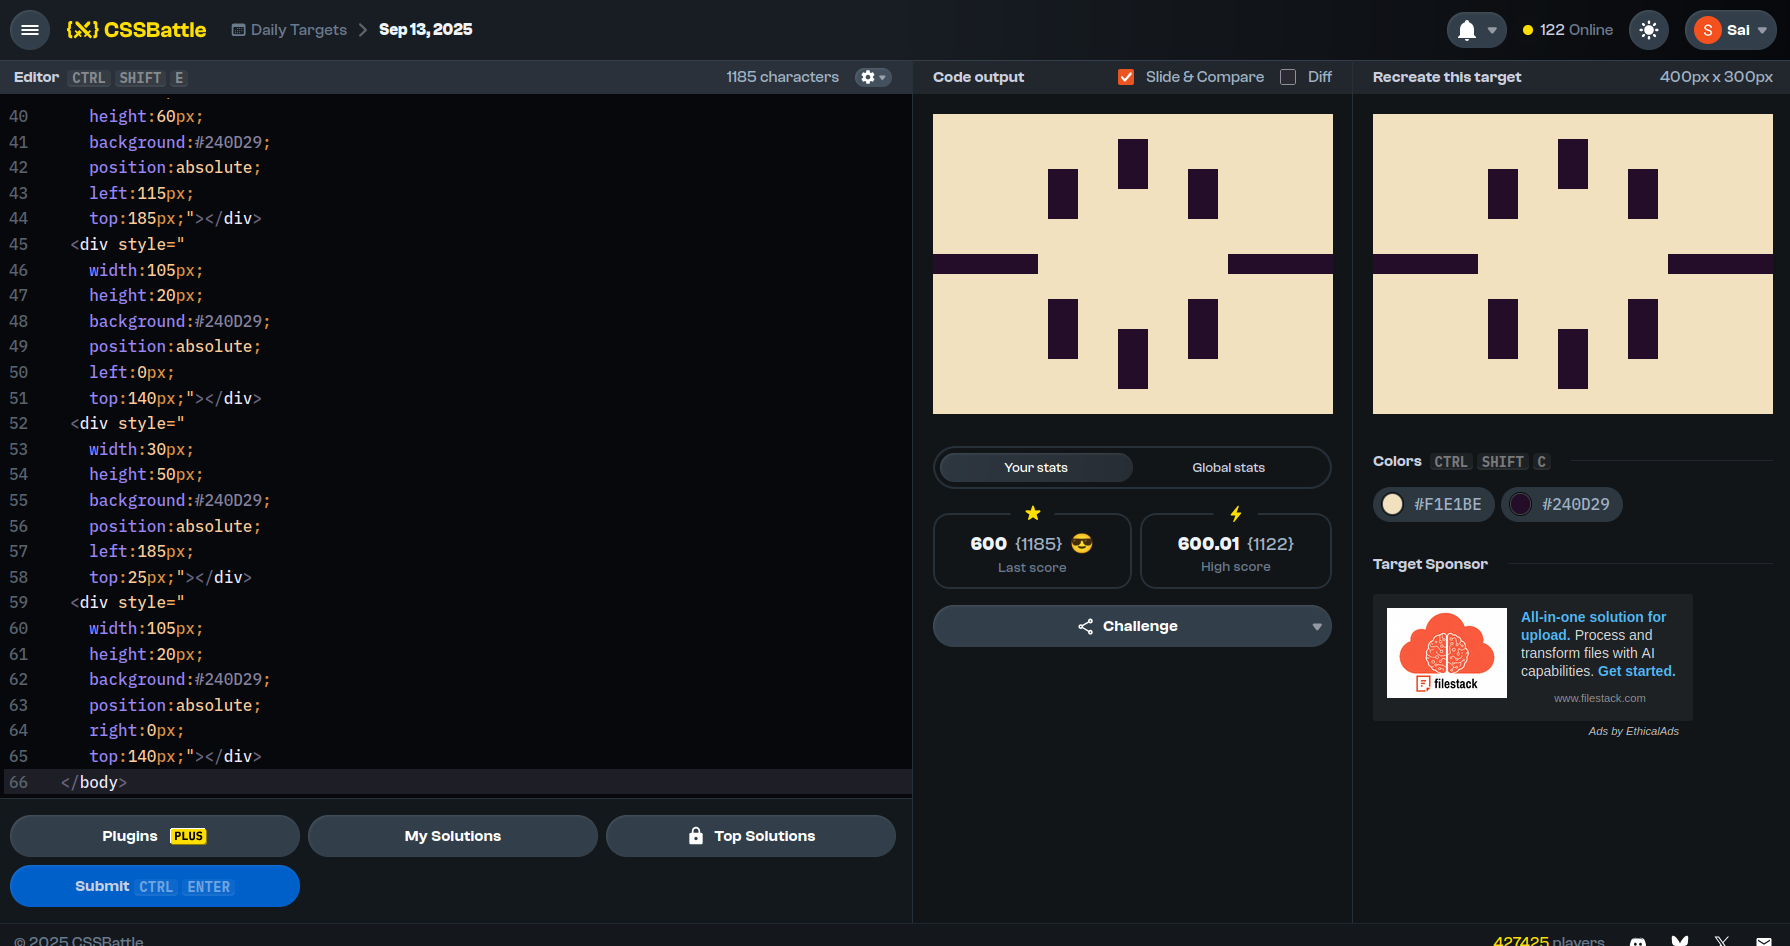 {X} CSSBattle
Daily Targets
Sep 13, 2025
122 Online
S
Sai
Editor CTRL SHIFT E
1185 characters
40 height:60px;
41 background:#240D29;
42 position:absolute;
43 left:115px;
44 top:185px;"></div>
45 <div style="
46 width:105px;
47 height:20px;
48 background:#240D29;
49 position:absolute;
50 left:0px;
51 top:140px;"></div>
52 <div style="
53 width:30px;
54 height:50px;
55 background:#240D29;
56 position:absolute;
57 left:185px;
58 top:25px;"></div>
59 <div style="
60 width:105px;
61 height:20px;
62 background:#240D29;
63 position:absolute;
64 right:0px;
65 top:140px;"></div>
66 </body>
Plugins PLUS
My Solutions
Top Solutions
Submit CTRL ENTER
Code output
Slide & Compare
Diff
Your stats
Global stats
600 {1185}
Last score
600.01 {1122}
High score
Challenge
Recreate this target
400px x 300px
Colors CTRL SHIFT C
#F1E1BE
#240D29
Target Sponsor
filestack
All-in-one solution for
upload. Process and
transform files with AI
capabilities. Get started.
www.filestack.com
Ads by EthicalAds
© 2025 CSSBattle
427425 players